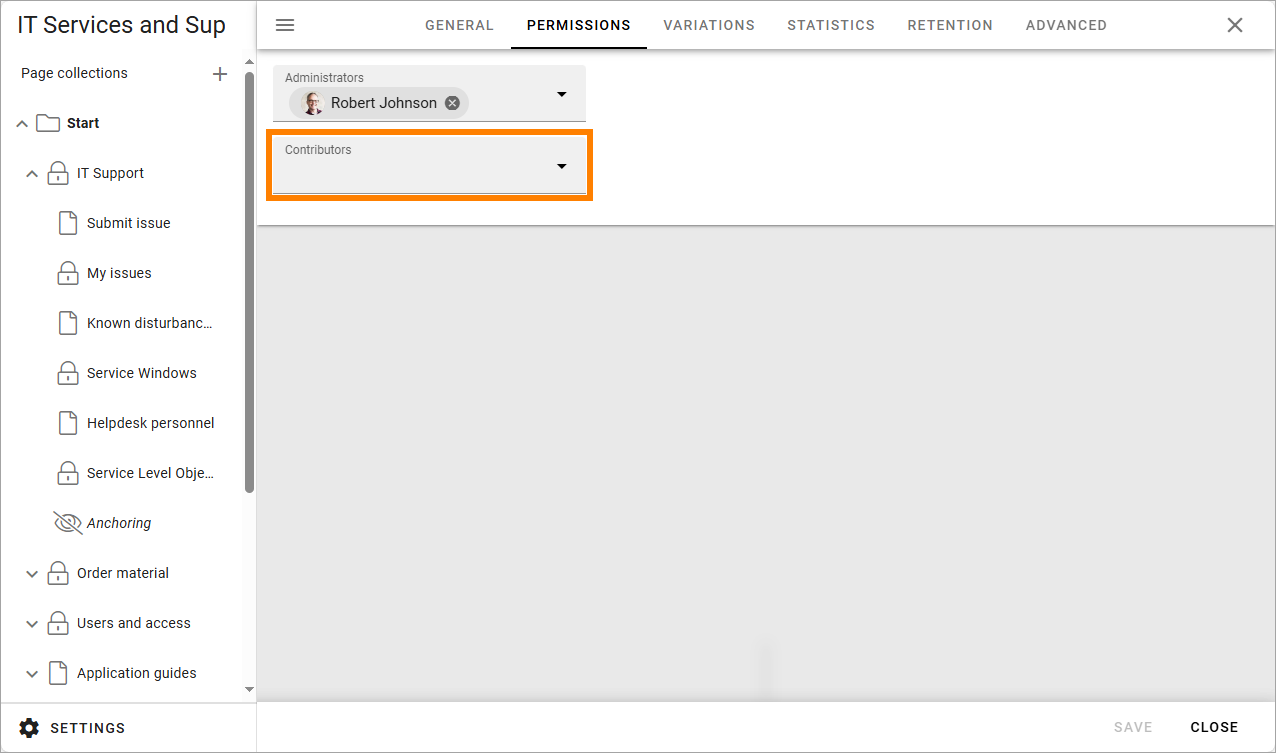 IT Services and Sup
Page collections
Start
IT Support
Submit issue
My issues
Known disturbanc...
Service Windows
Helpdesk personnel
Service Level Obje...
Anchoring
Order material
Users and access
Application guides
SETTINGS
GENERAL PERMISSIONS VARIATIONS STATISTICS RETENTION ADVANCED
Administrators
Robert Johnson
Contributors
SAVE CLOSE